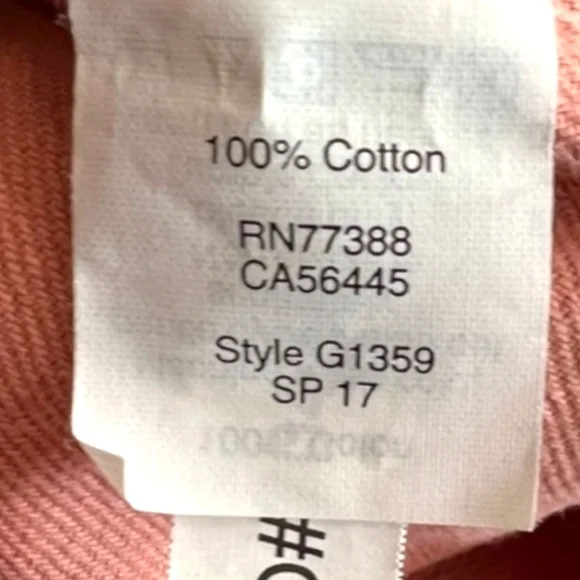 100% Cotton
RN77388
CA56445
Style G1359
SP 17
#